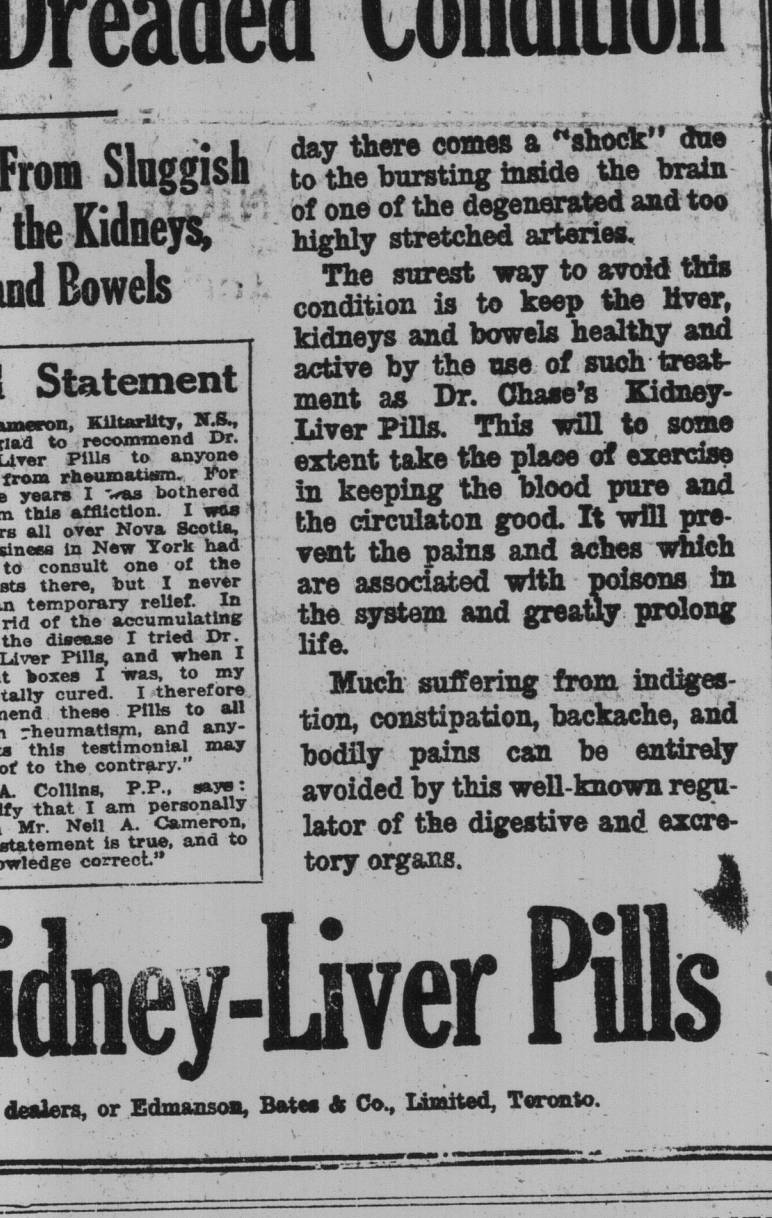 Dreaded Condition
From Sluggish
the Kidneys,
and Bowels
Statement
ameron, Kiltarlity, N.S.,
glad to recommend Dr.
Liver Pills to anyone
from rheumatism. For
e years I was bothered
m this affliction. I was
rs all over Nova Scotia,
siness in New York had
to consult one of the
sts there, but I never
an temporary relief. In
rid of the accumulating
the disease I tried Dr.
Liver Pills, and when I
t boxes I was, to my
tally cured. I therefore
mend these Pills to all
rheumatism, and any-
ts this testimonial may
of to the contrary."
A. Collins, P.P., says:
ify that I am personally
Mr. Neil A. Cameron,
statement is true, and to
owledge correct."
day there comes a "shock" due
to the bursting inside the brain
of one of the degenerated and too
highly stretched arteries.
The surest way to avoid this
condition is to keep the liver,
kidneys and bowels healthy and
active by the use of such treat-
ment as Dr. Chase's Kidney-
Liver Pills. This will to some
extent take the place of exercise
in keeping the blood pure and
the circulaton good. It will pre-
vent the pains and aches which
are associated with poisons in
the system and greatly prolong
life.
Much suffering from indiges-
tion, constipation, backache, and
bodily pains can be entirely
avoided by this well-known regu-
lator of the digestive and excre-
tory organs.
idney-Liver Pills
dealers, or Edmanson, Bates & Co., Limited, Toronto.